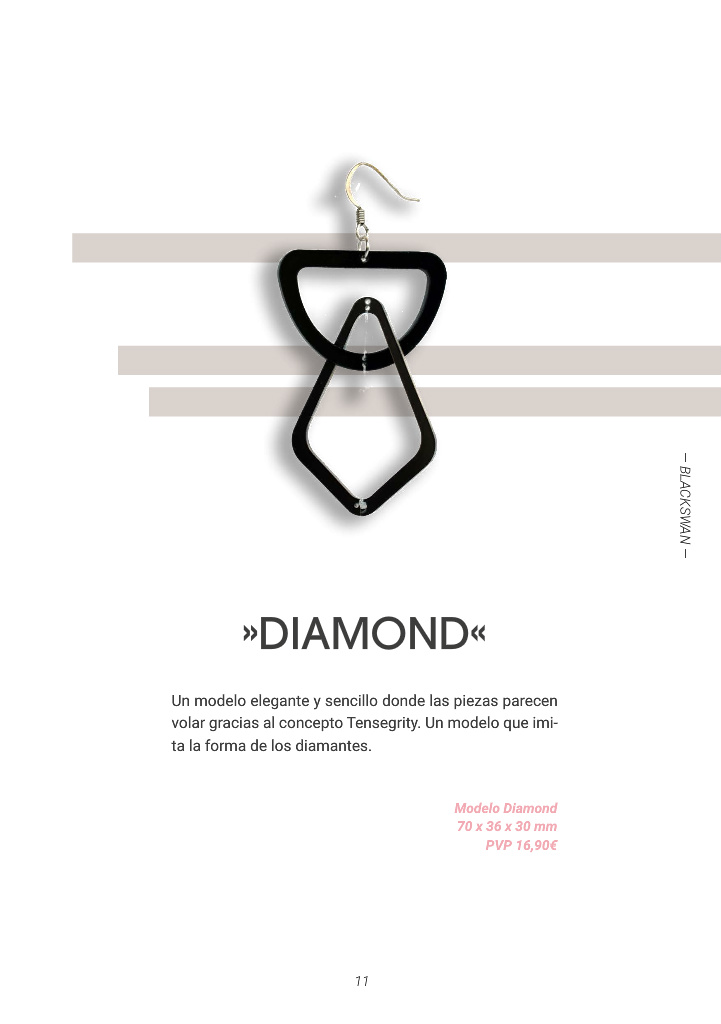 — BLACKSWAN —
»DIAMOND«
Un modelo elegante y sencillo donde las piezas parecen
volar gracias al concepto Tensegrity. Un modelo que imi-
ta la forma de los diamantes.
Modelo Diamond
70 x 36 x 30 mm
PVP 16,90€
11